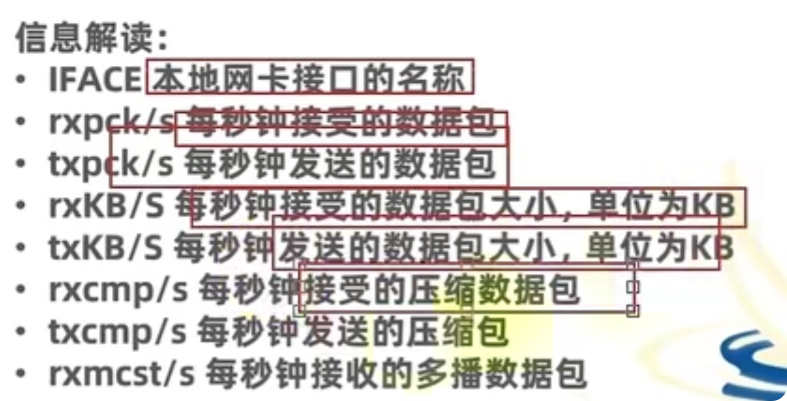 信息解读：
• IFACE 本地网卡接口的名称
• rxpck/s 每秒钟接受的数据包
• txpck/s 每秒钟发送的数据包
• rxKB/S 每秒钟接受的数据包大小，单位为KB
• txKB/S 每秒钟发送的数据包大小，单位为KB
• rxcmp/s 每秒钟接受的压缩数据包
• txcmp/s 每秒钟发送的压缩包
• rxmcst/s 每秒钟接收的多播数据包